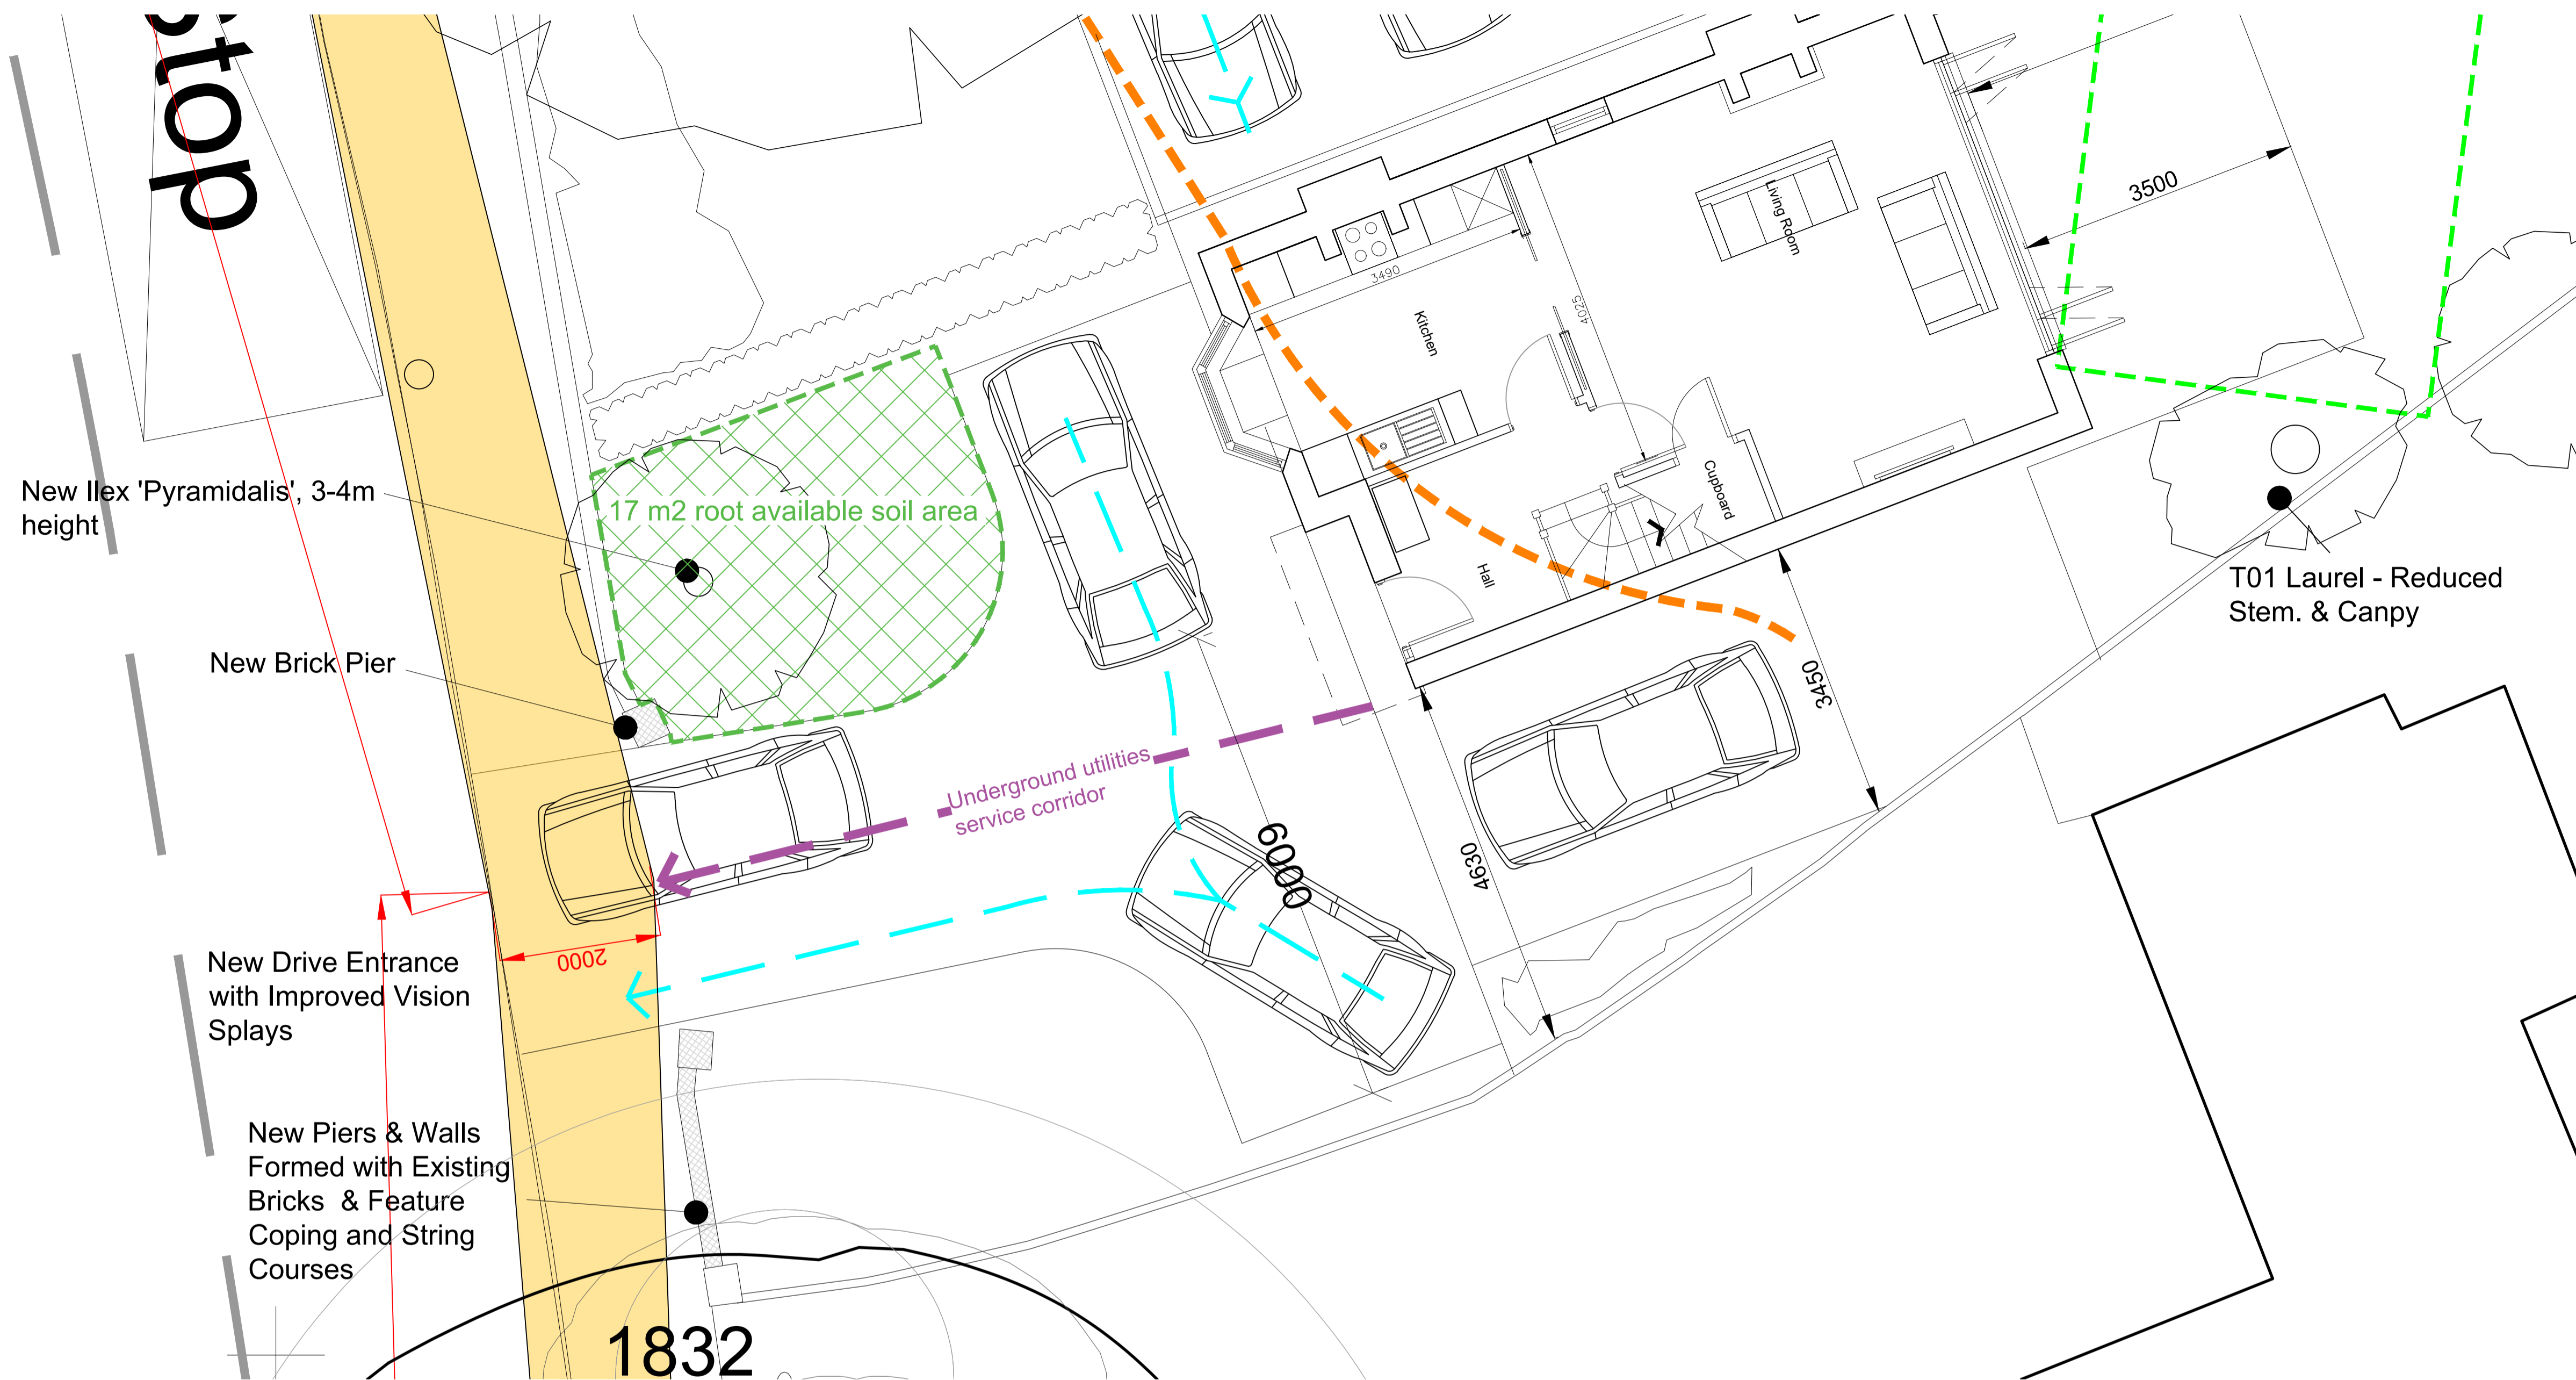 stop
3500
Living Room
3490
4025
Kitchen
New Ilex 'Pyramidalis', 3-4m
height
17 m2 root available soil area
Cupboard
Hall
T01 Laurel - Reduced
Stem. & Canpy
New Brick Pier
3450
Underground utilities
service corridor
6000
4630
2000
New Drive Entrance
with Improved Vision
Splays
New Piers & Walls
Formed with Existing
Bricks & Feature
Coping and String
Courses
1832